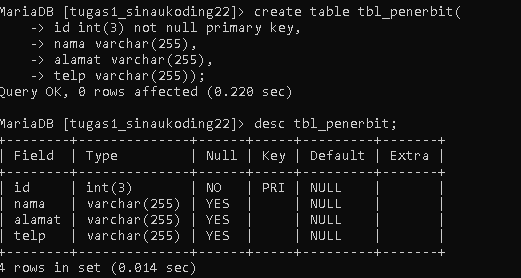 MariaDB [tugas1_sinaukoding22]> create table tbl_penerbit(
    -> id int(3) not null primary key,
    -> nama varchar(255),
    -> alamat varchar(255),
    -> telp varchar(255));
Query OK, 0 rows affected (0.220 sec)
MariaDB [tugas1_sinaukoding22]> desc tbl_penerbit;
+--------+--------------+------+-----+---------+-------+
| Field  | Type         | Null | Key | Default | Extra |
+--------+--------------+------+-----+---------+-------+
| id     | int(3)       | NO   | PRI | NULL    |       |
| nama   | varchar(255) | YES  |     | NULL    |       |
| alamat | varchar(255) | YES  |     | NULL    |       |
| telp   | varchar(255) | YES  |     | NULL    |       |
+--------+--------------+------+-----+---------+-------+
4 rows in set (0.014 sec)